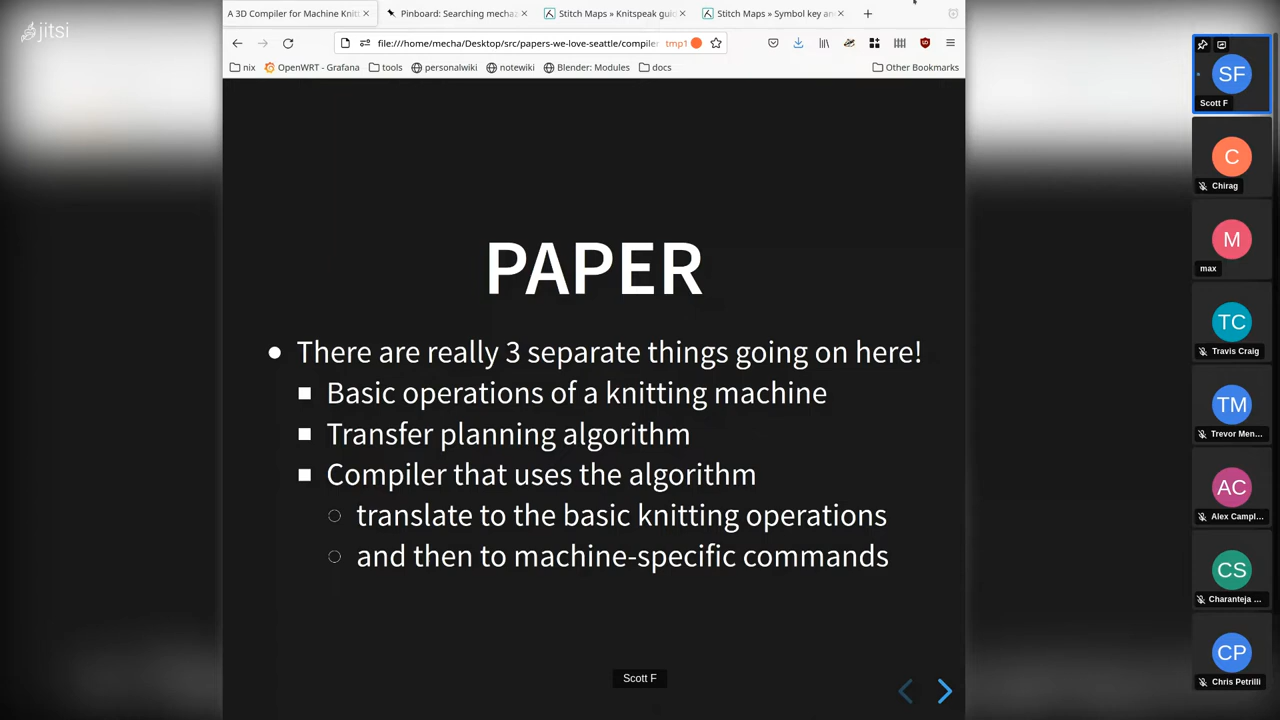 jitsi
A 3D Compiler for Machine Knitt
Pinboard: Searching mecha
Stitch Maps » Knitspeak guid
Stitch Maps » Symbol key an
file:///home/mecha/Desktop/src/papers-we-love-seattle/compiler
tmp1
nix
OpenWRT - Grafana
tools
personalwiki
notewiki
Blender: Modules
docs
Other Bookmarks
PAPER
There are really 3 separate things going on here!
Basic operations of a knitting machine
Transfer planning algorithm
Compiler that uses the algorithm
translate to the basic knitting operations
and then to machine-specific commands
Scott F
SF
Scott F
C
Chirag
M
max
TC
Travis Craig
TM
Trevor Men...
AC
Alex Campl...
CS
Charanteja ...
CP
Chris Petrilli